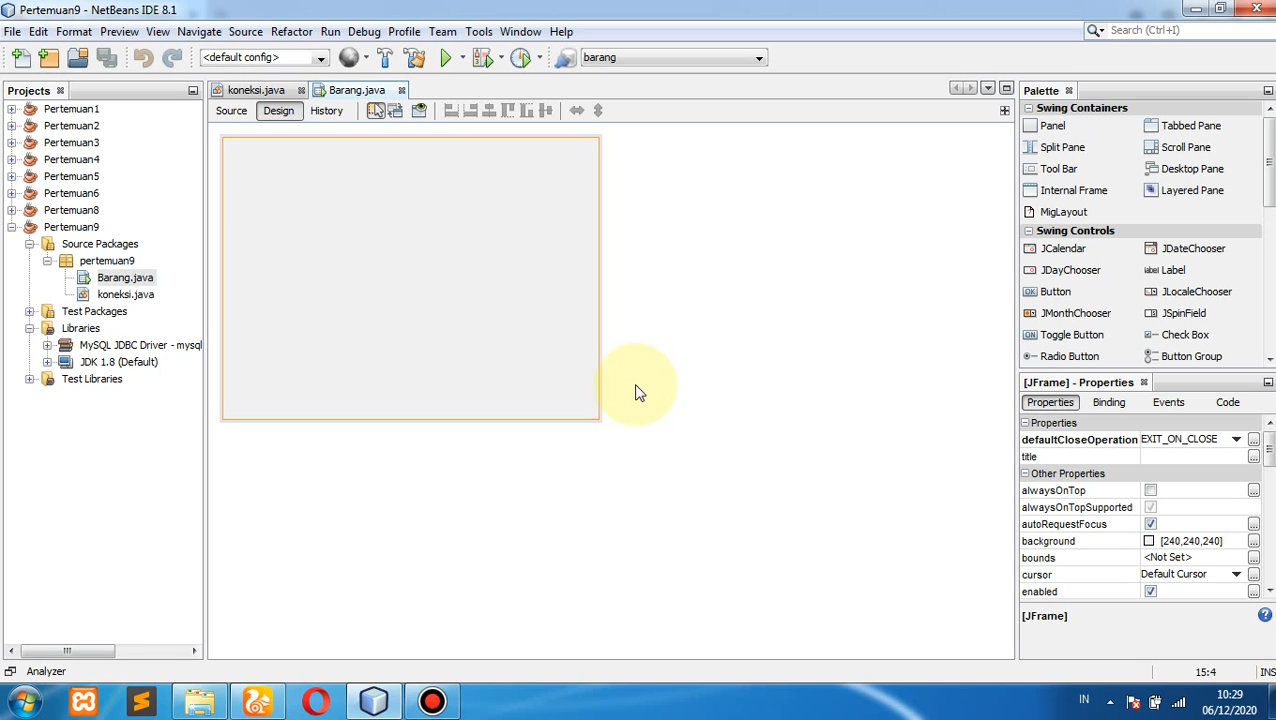 Pertemuan9 - NetBeans IDE 8.1
File Edit Format Preview View Navigate Source Refactor Run Debug Profile Team Tools Window Help
Search (Ctrl+I)
<default config>
barang
Projects
koneksi.java
Barang.java
Source Design History
Pertemuan1
Pertemuan2
Pertemuan3
Pertemuan4
Pertemuan5
Pertemuan6
Pertemuan8
Pertemuan9
Source Packages
pertemuan9
Barang.java
koneksi.java
Test Packages
Libraries
MySQL JDBC Driver - mysql
JDK 1.8 (Default)
Test Libraries
Palette
Swing Containers
Panel Tabbed Pane
Split Pane Scroll Pane
Tool Bar Desktop Pane
Internal Frame Layered Pane
MigLayout
Swing Controls
JCalendar JDateChooser
JDayChooser label Label
OK Button JLocaleChooser
JMonthChooser JSpinField
ON Toggle Button Check Box
Radio Button Button Group
[JFrame] - Properties
Properties Binding Events Code
Properties
defaultCloseOperation EXIT_ON_CLOSE
title
Other Properties
alwaysOnTop
alwaysOnTopSupported
autoRequestFocus
background [240,240,240]
bounds <Not Set>
cursor Default Cursor
enabled
[JFrame]
Analyzer
15:4 INS
IN
10:29
06/12/2020